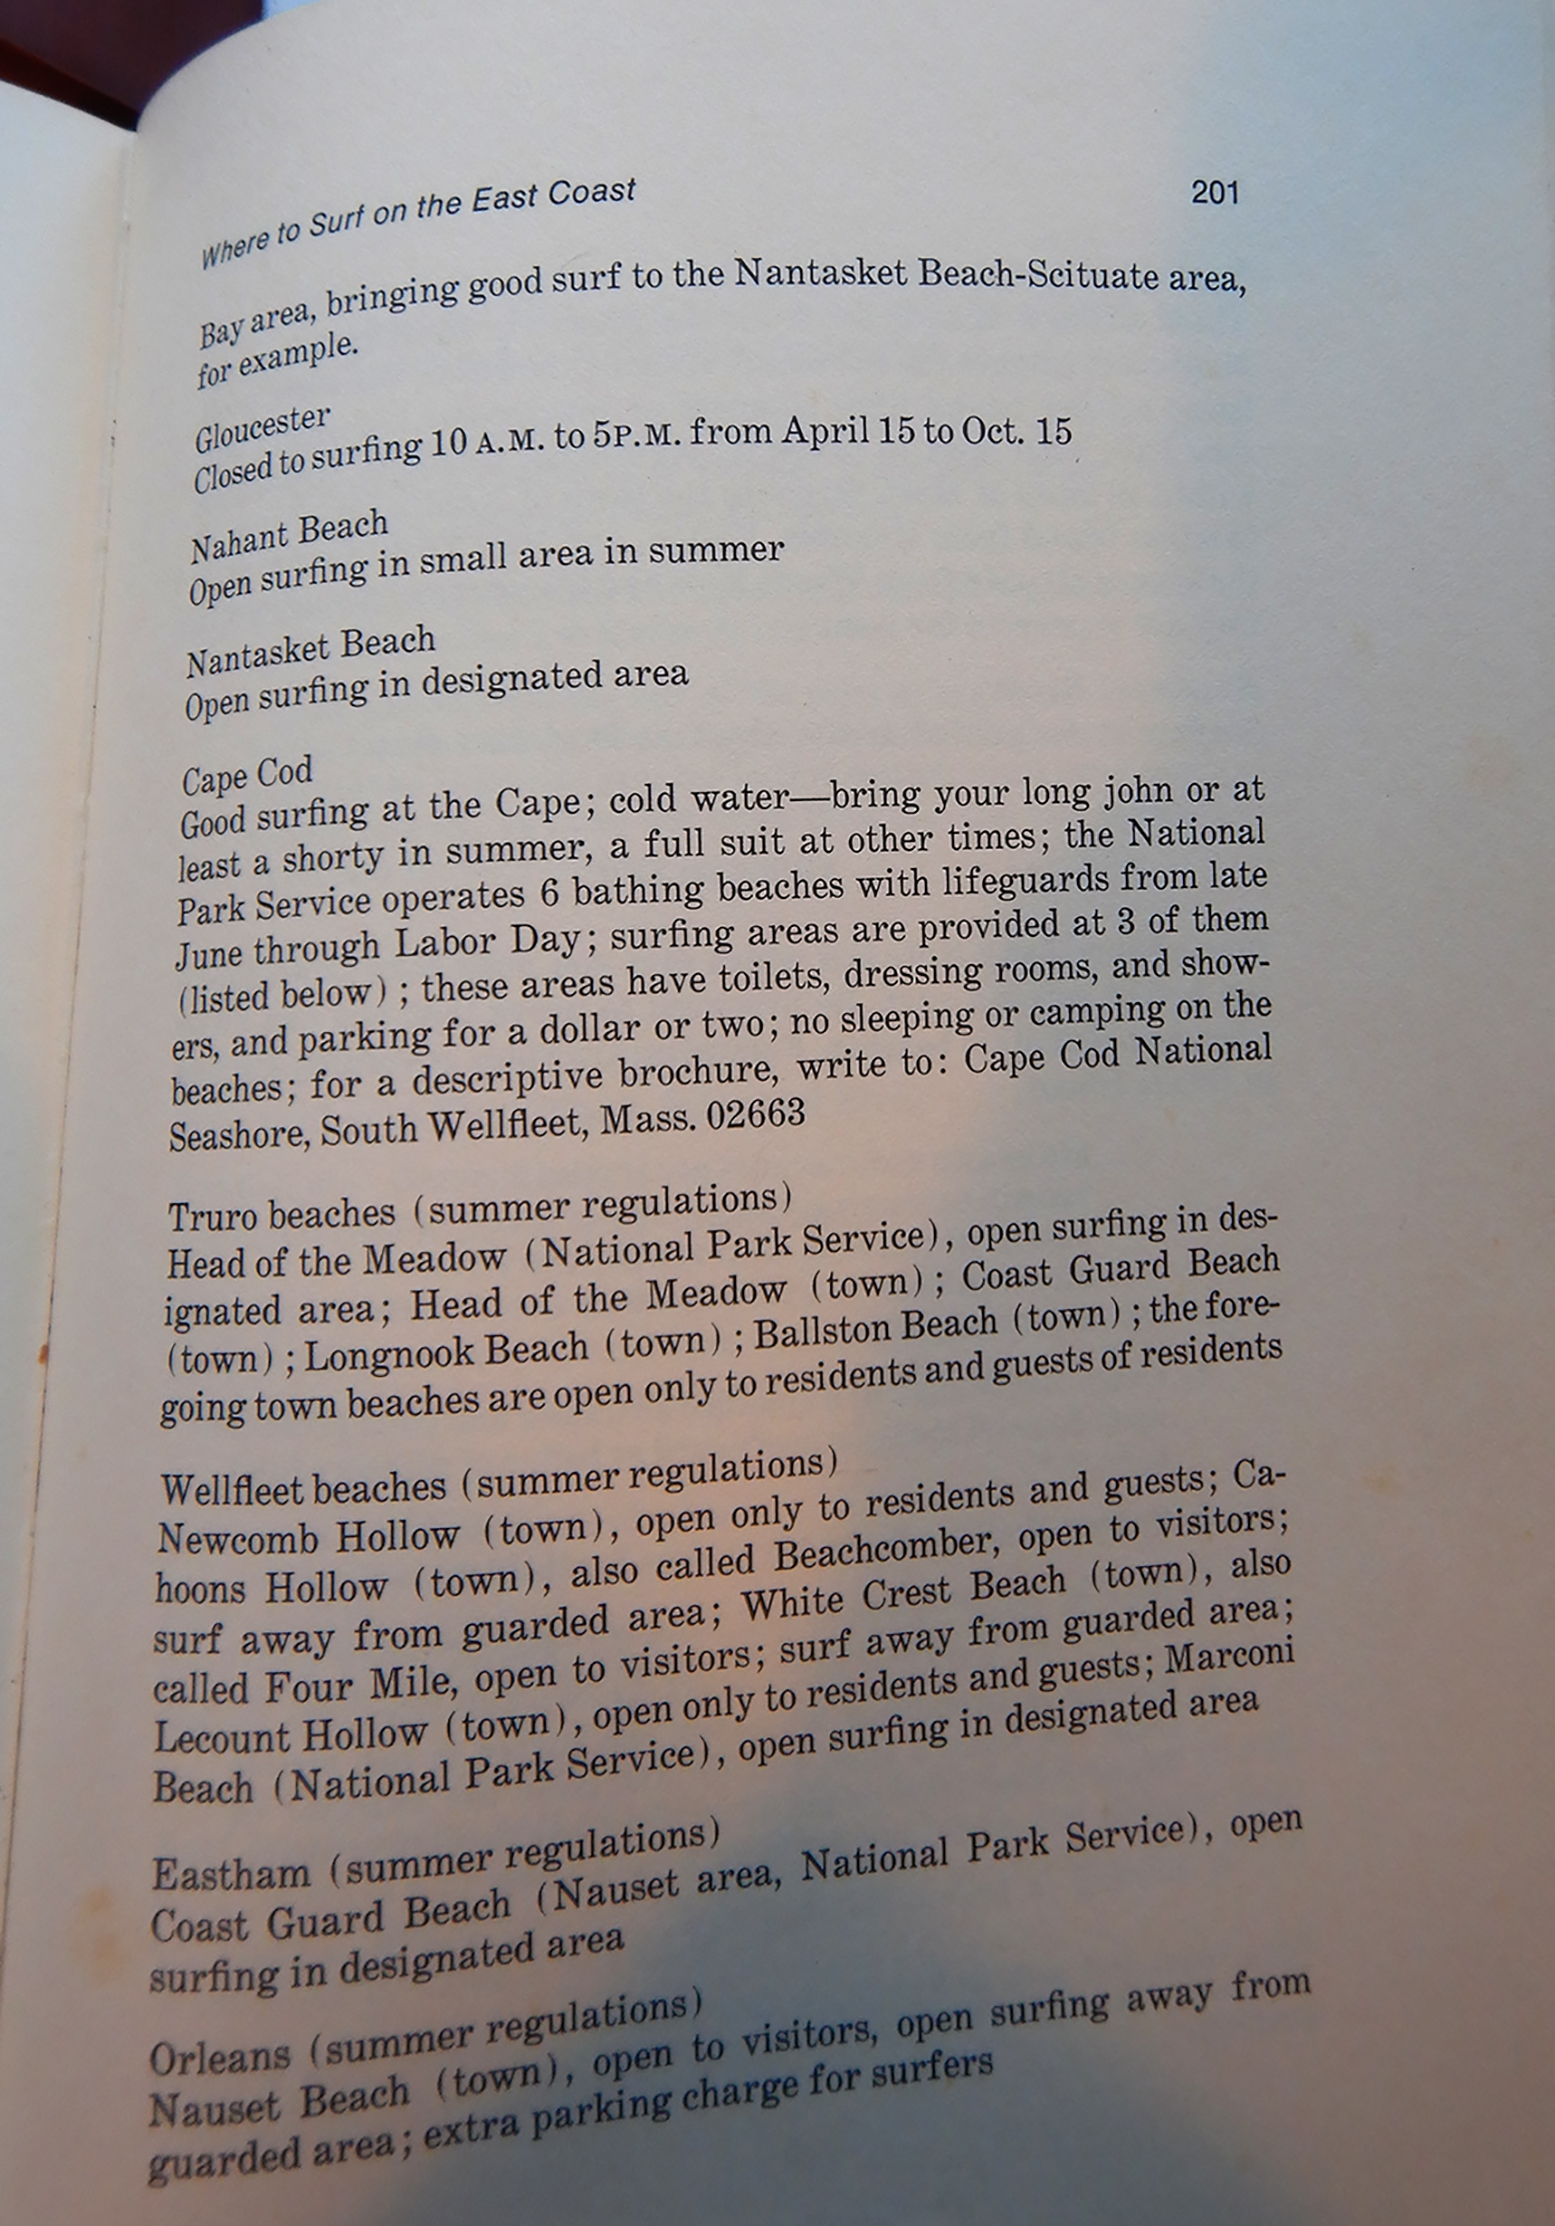 Where to Surf on the East Coast 201
Bay area, bringing good surf to the Nantasket Beach-Scituate area,
for example.
Gloucester
Closed to surfing 10 A.M. to 5P.M. from April 15 to Oct. 15
Nahant Beach
Open surfing in small area in summer
Nantasket Beach
Open surfing in designated area
Cape Cod
Good surfing at the Cape; cold water—bring your long john or at
least a shorty in summer, a full suit at other times; the National
Park Service operates 6 bathing beaches with lifeguards from late
June through Labor Day; surfing areas are provided at 3 of them
(listed below) ; these areas have toilets, dressing rooms, and show-
ers, and parking for a dollar or two; no sleeping or camping on the
beaches; for a descriptive brochure, write to: Cape Cod National
Seashore, South Wellfleet, Mass. 02663
Truro beaches (summer regulations)
Head of the Meadow (National Park Service), open surfing in des-
ignated area; Head of the Meadow (town) ; Coast Guard Beach
(town) ; Longnook Beach (town) ; Ballston Beach (town) ; the fore-
going town beaches are open only to residents and guests of residents
Wellfleet beaches (summer regulations)
Newcomb Hollow (town), open only to residents and guests; Ca-
hoons Hollow (town), also called Beachcomber, open to visitors;
surf away from guarded area; White Crest Beach (town), also
called Four Mile, open to visitors; surf away from guarded area;
Lecount Hollow (town), open only to residents and guests; Marconi
Beach (National Park Service), open surfing in designated area
Eastham (summer regulations)
Coast Guard Beach (Nauset area, National Park Service), open
surfing in designated area
Orleans (summer regulations)
Nauset Beach (town), open to visitors, open surfing away from
guarded area; extra parking charge for surfers